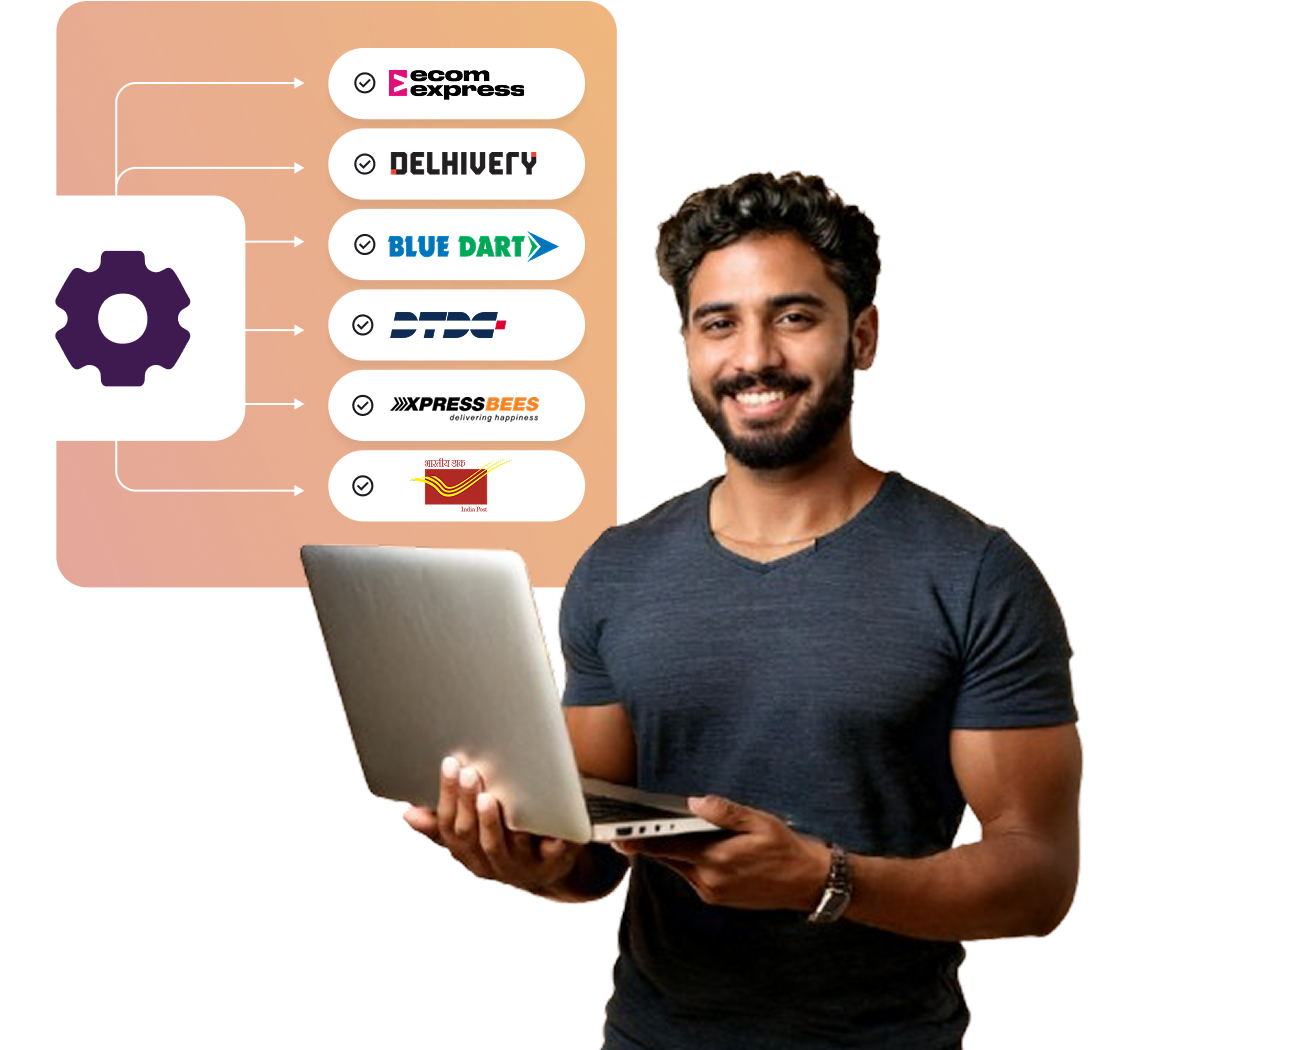 ecom
express
DELHIVERY
BLUE DART
DTDC
XPRESSBEES
delivering happiness
भारतीय डाक
India Post